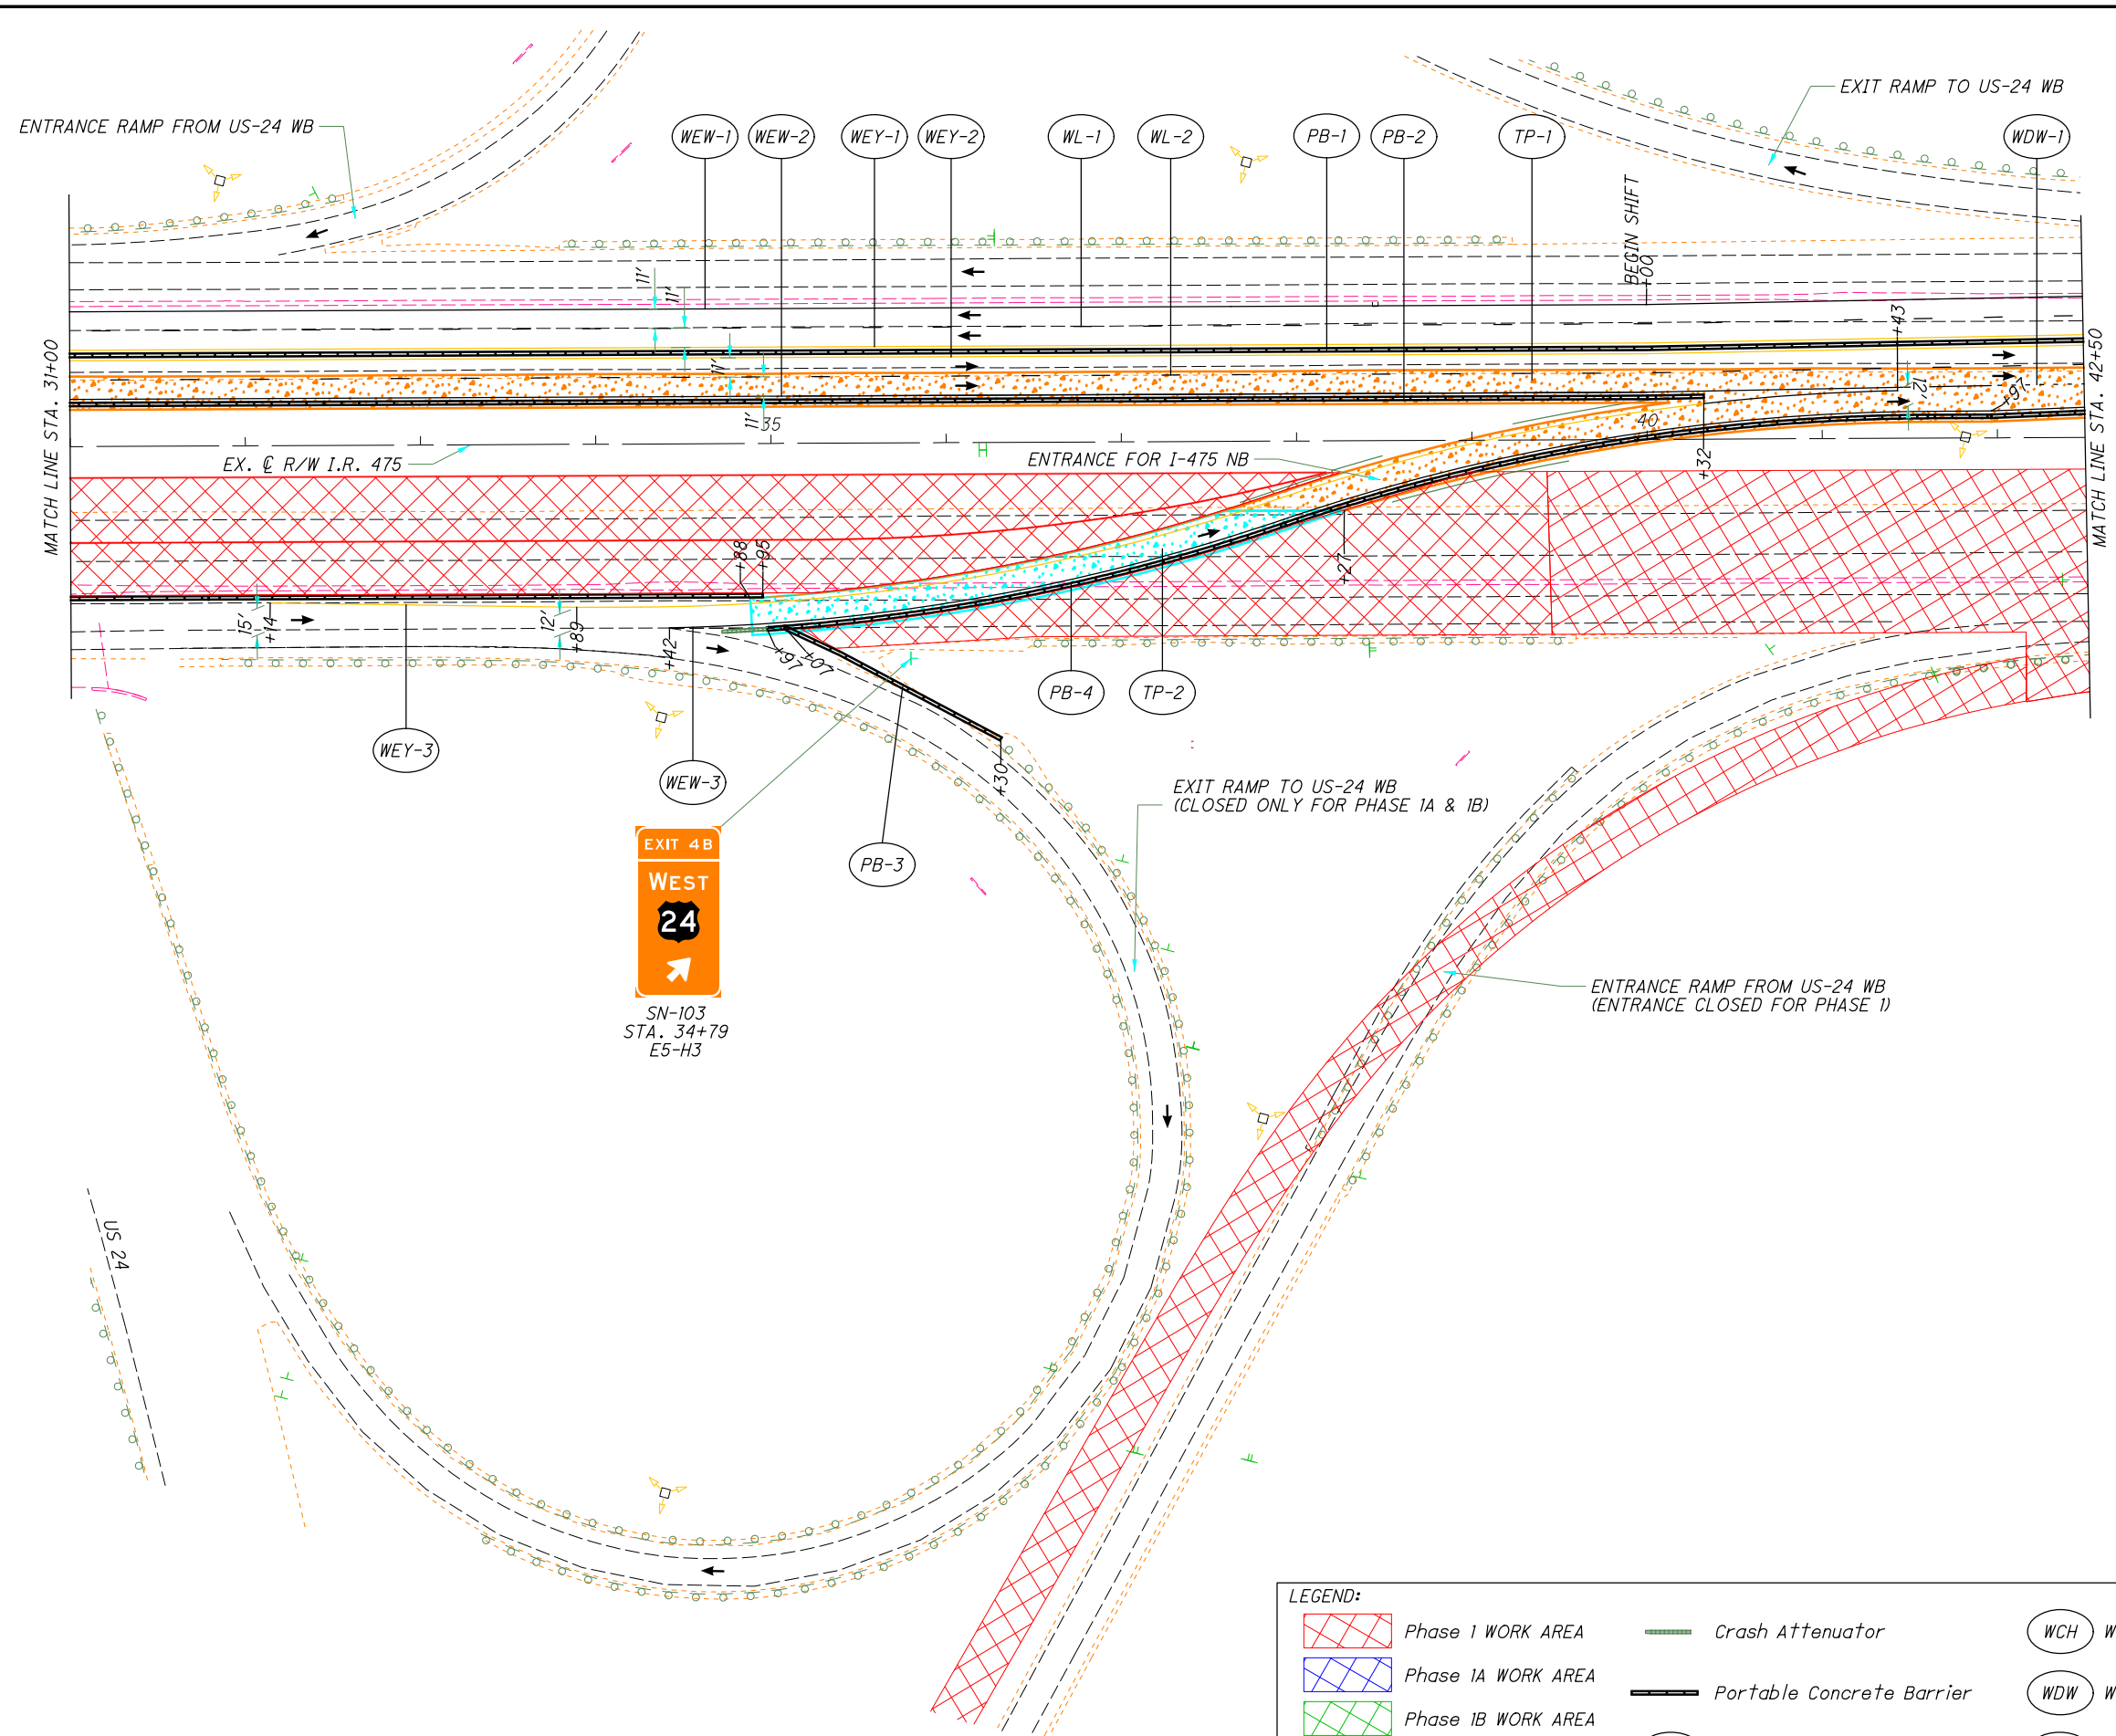 ENTRANCE RAMP FROM US-24 WB
EXIT RAMP TO US-24 WB
WEW-1
WEW-2
WEY-1
WEY-2
WL-1
WL-2
PB-1
PB-2
TP-1
WDW-1
BEGIN SHIFT
+00
11'
11'
11'
11'
+43
12'
+97
MATCH LINE STA. 31+00
MATCH LINE STA. 42+50
35
40
EX. ℄ R/W I.R. 475
ENTRANCE FOR I-475 NB
+32
+27
+88
+95
15'
+14
12'
+89
+42
+97
+07
+30
WEY-3
WEW-3
PB-3
PB-4
TP-2
EXIT RAMP TO US-24 WB
(CLOSED ONLY FOR PHASE 1A & 1B)
EXIT 4B
WEST
24
SN-103
STA. 34+79
E5-H3
ENTRANCE RAMP FROM US-24 WB
(ENTRANCE CLOSED FOR PHASE 1)
US 24
LEGEND:
Phase 1 WORK AREA
Phase 1A WORK AREA
Phase 1B WORK AREA
Crash Attenuator
Portable Concrete Barrier
WCH W
WDW W